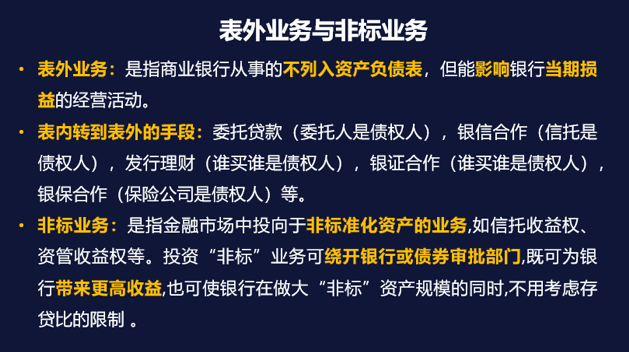 表外业务与非标业务
• 表外业务：是指商业银行从事的不列入资产负债表，但能影响银行当期损
益的经营活动。
• 表内转到表外的手段：委托贷款（委托人是债权人），银信合作（信托是
债权人），发行理财（谁买谁是债权人），银证合作（谁买谁是债权人），
银保合作（保险公司是债权人）等。
• 非标业务：是指金融市场中投向于非标准化资产的业务,如信托收益权、
资管收益权等。投资“非标”业务可绕开银行或债券审批部门,既可为银
行带来更高收益,也可使银行在做大“非标”资产规模的同时,不用考虑存
贷比的限制 。